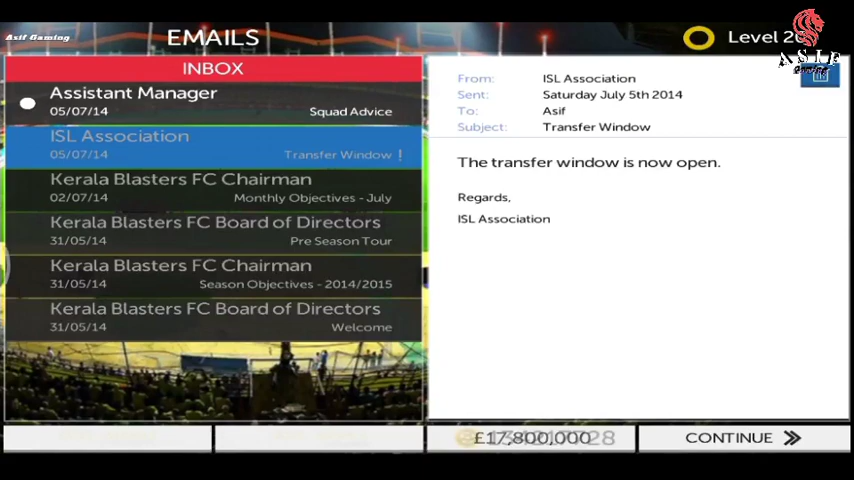 Asif Gaming
EMAILS
Level 20
ASIF
Gaming
INBOX
Assistant Manager
05/07/14 Squad Advice
ISL Association
05/07/14 Transfer Window !
Kerala Blasters FC Chairman
02/07/14 Monthly Objectives - July
Kerala Blasters FC Board of Directors
31/05/14 Pre Season Tour
Kerala Blasters FC Chairman
31/05/14 Season Objectives - 2014/2015
Kerala Blasters FC Board of Directors
31/05/14 Welcome
From: ISL Association
Sent: Saturday July 5th 2014
To: Asif
Subject: Transfer Window
The transfer window is now open.
Regards,
ISL Association
£17,800,000
CONTINUE